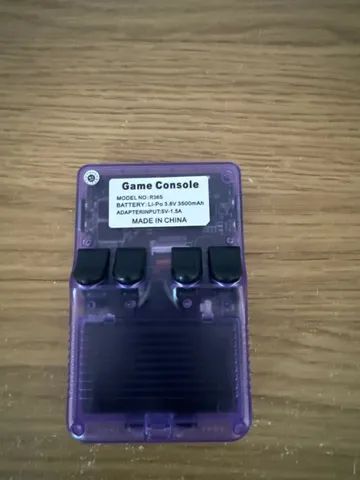 Game Console
MODEL NO:R36S
BATTERY: Li-Po 3.8V 3500mAh
ADAPTERINPUT:5V-1.5A
MADE IN CHINA